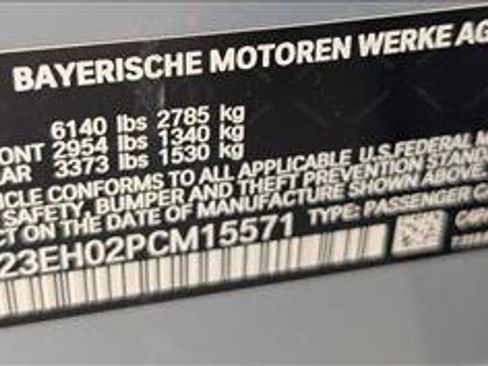 BAYERISCHE MOTOREN WERKE AG
6140 lbs 2785 kg
ONT 2954 lbs 1340 kg
AR 3373 lbs 1530 kg
CLE CONFORMS TO ALL APPLICABLE U.S. FEDERAL M
SAFETY, BUMPER AND THEFT PREVENTION STAND
CT ON THE DATE OF MANUFACTURE SHOWN ABOVE.
23EH02PCM15571 TYPE: PASSENGER CA